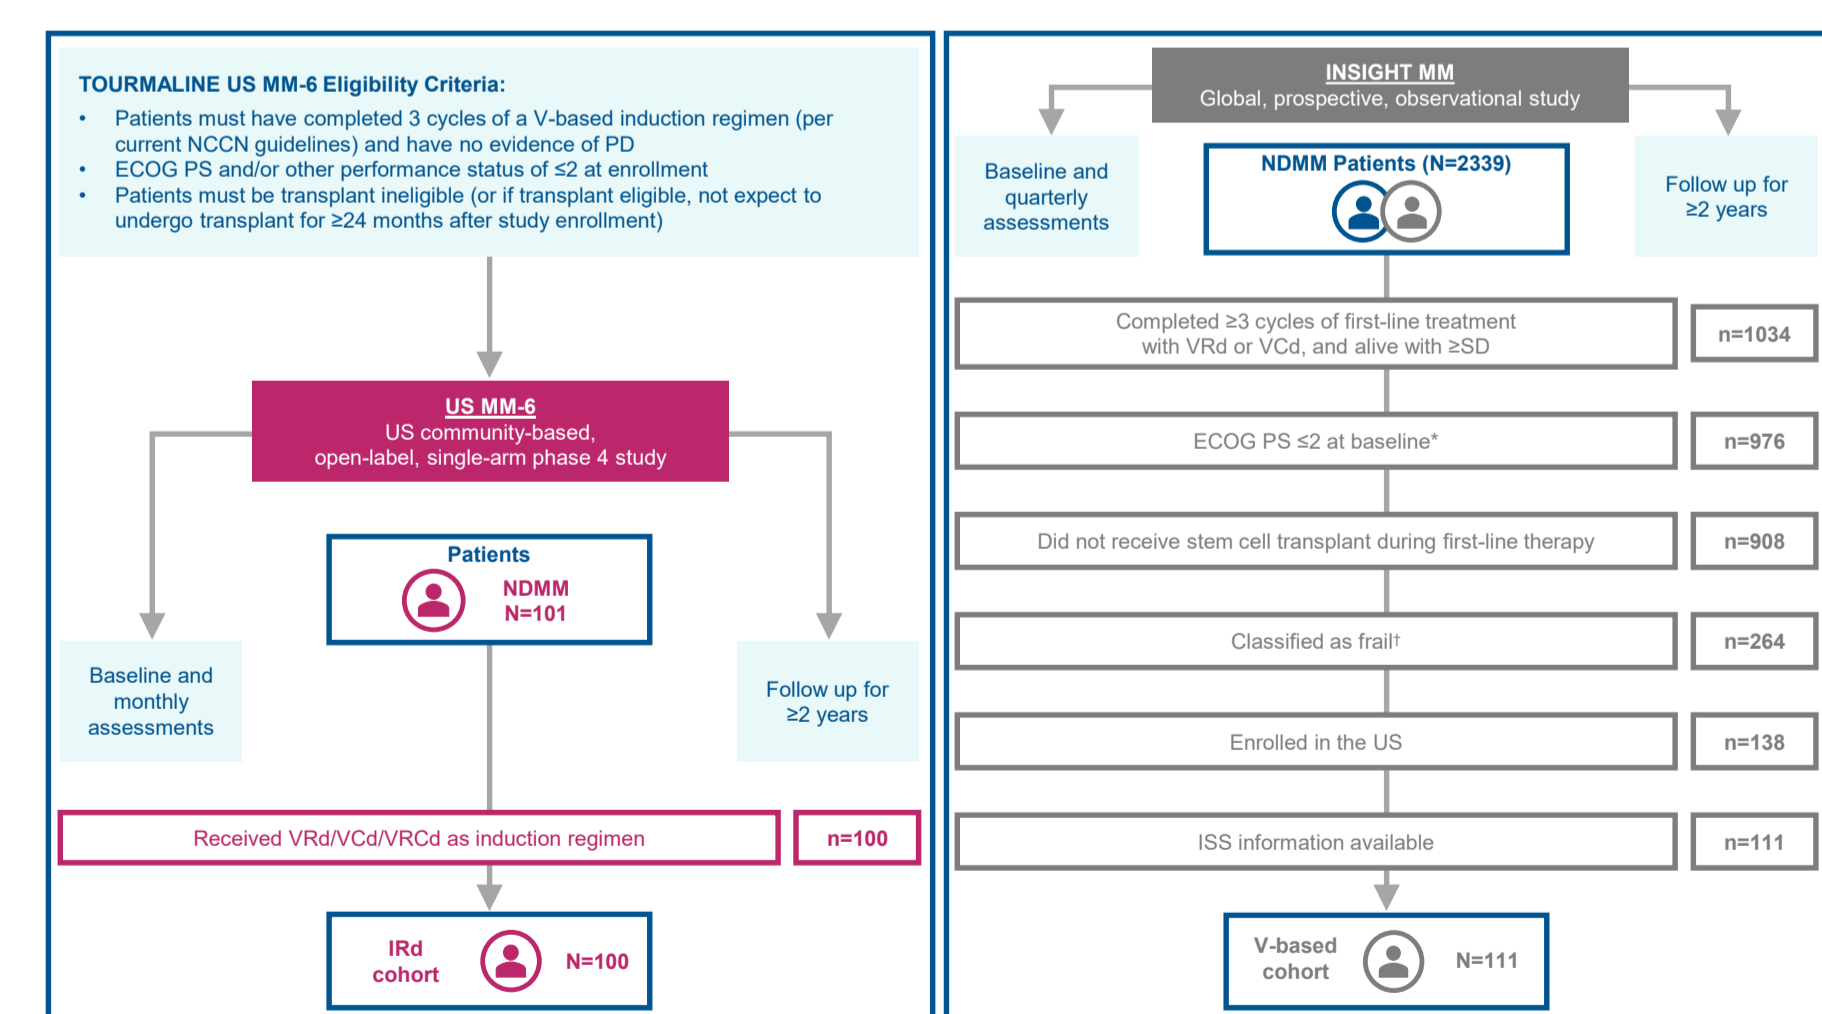 TOURMALINE US MM-6 Eligibility Criteria:
• Patients must have completed 3 cycles of a V-based induction regimen (per
current NCCN guidelines) and have no evidence of PD
• ECOG PS and/or other performance status of ≤2 at enrollment
• Patients must be transplant ineligible (or if transplant eligible, not expect to
undergo transplant for ≥24 months after study enrollment)
US MM-6
US community-based,
open-label, single-arm phase 4 study
Patients
NDMM
N=101
Baseline and
monthly
assessments
Follow up for
≥2 years
Received VRd/VCd/VRCd as induction regimen
n=100
IRd
cohort
N=100
INSIGHT MM
Global, prospective, observational study
Baseline and
quarterly
assessments
NDMM Patients (N=2339)
Follow up for
≥2 years
Completed ≥3 cycles of first-line treatment
with VRd or VCd, and alive with ≥SD
n=1034
ECOG PS ≤2 at baseline*
n=976
Did not receive stem cell transplant during first-line therapy
n=908
Classified as frail†
n=264
Enrolled in the US
n=138
ISS information available
n=111
V-based
cohort
N=111